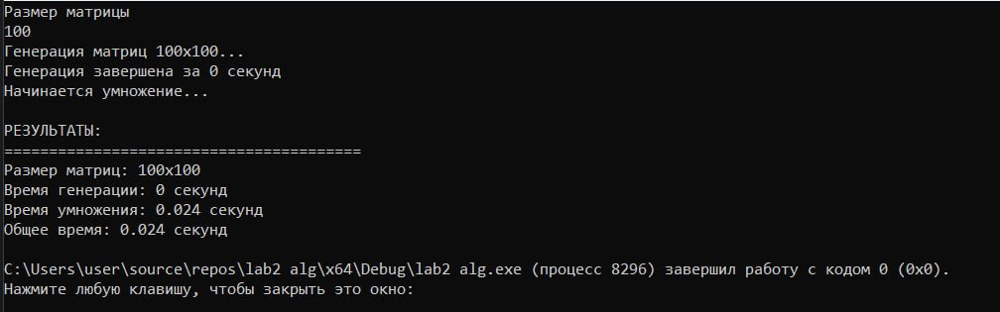 Размер матрицы
100
Генерация матриц 100x100...
Генерация завершена за 0 секунд
Начинается умножение...
РЕЗУЛЬТАТЫ:
========================================
Размер матриц: 100x100
Время генерации: 0 секунд
Время умножения: 0.024 секунд
Общее время: 0.024 секунд
C:\Users\user\source\repos\lab2 alg\x64\Debug\lab2 alg.exe (процесс 8296) завершил работу с кодом 0 (0x0).
Нажмите любую клавишу, чтобы закрыть это окно: